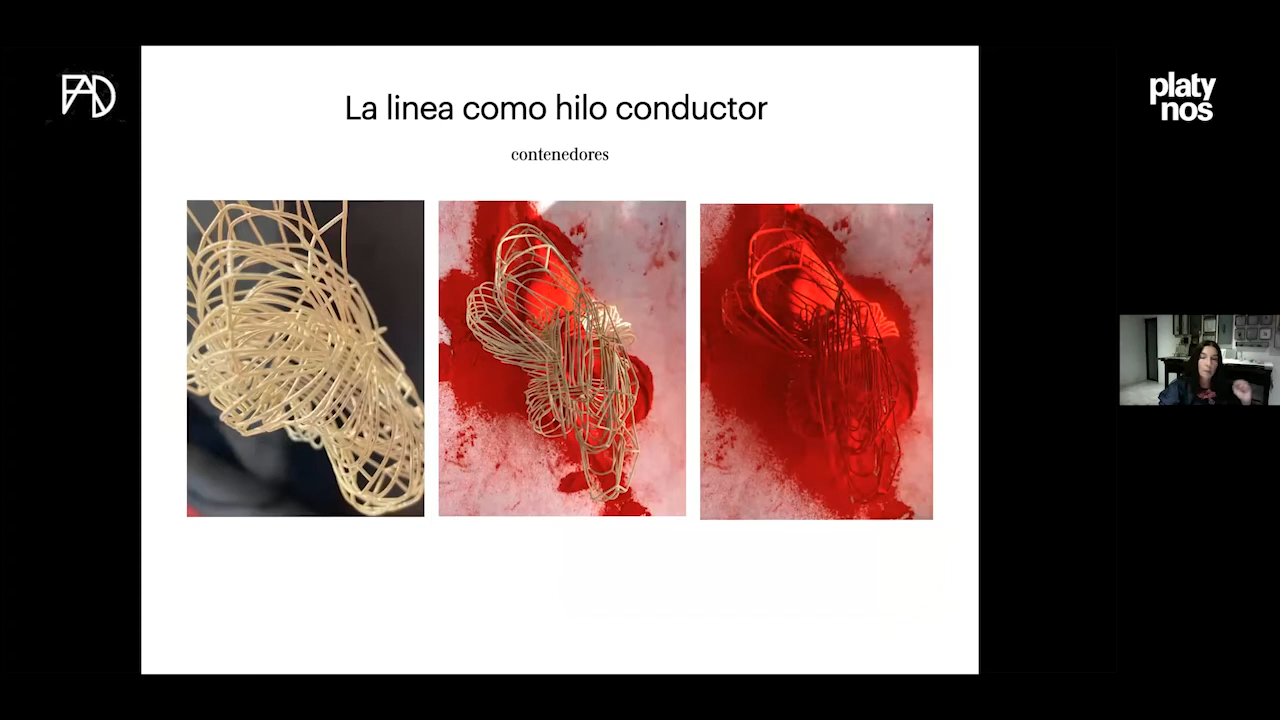 FAD
La linea como hilo conductor
contenedores
platy
nos